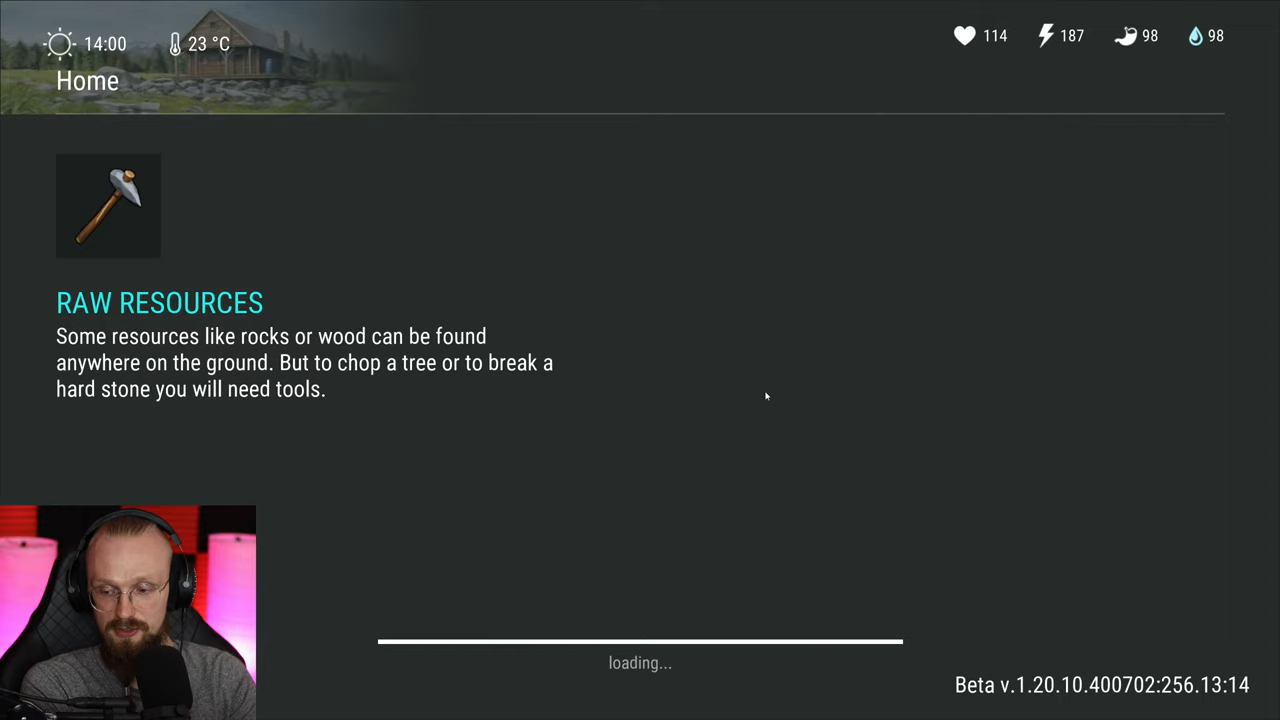 14:00 23 °C
114 187 98 98
Home
RAW RESOURCES
Some resources like rocks or wood can be found
anywhere on the ground. But to chop a tree or to break a
hard stone you will need tools.
loading...
Beta v.1.20.10.400702:256.13:14